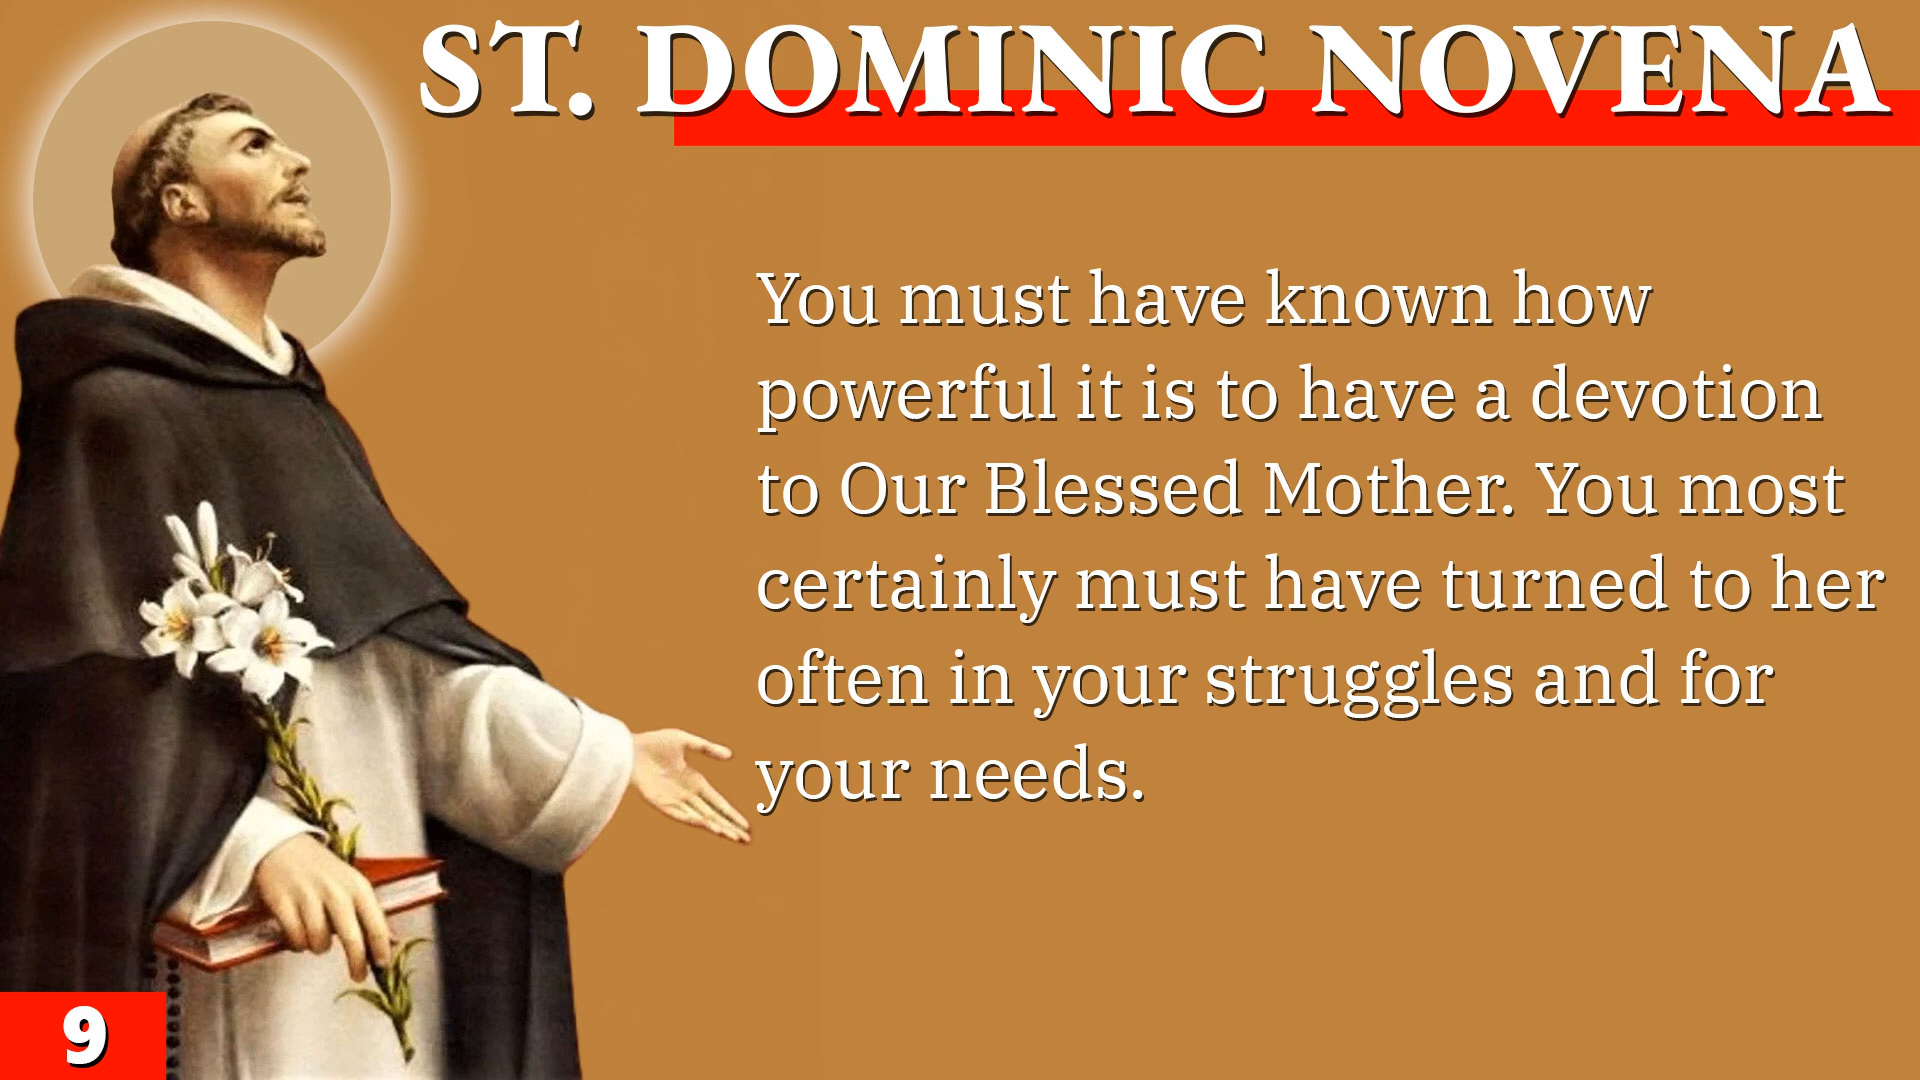 ST. DOMINIC NOVENA
You must have known how
powerful it is to have a devotion
to Our Blessed Mother. You most
certainly must have turned to her
often in your struggles and for
your needs.
9